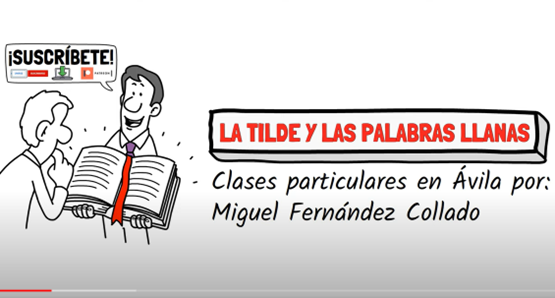 ¡SUSCRÍBETE!
LA TILDE Y LAS PALABRAS LLANAS
Clases particulares en Ávila por:
Miguel Fernández Collado